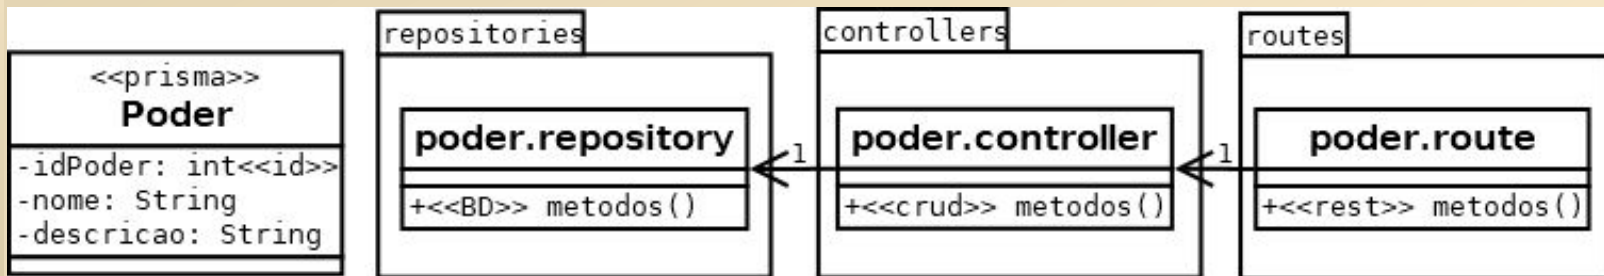 <<prisma>>
Poder
-idPoder: int<<id>>
-nome: String
-descricao: String
repositories
poder.repository
+<<BD>> metodos()
1
controllers
poder.controller
+<<crud>> metodos()
1
routes
poder.route
+<<rest>> metodos()